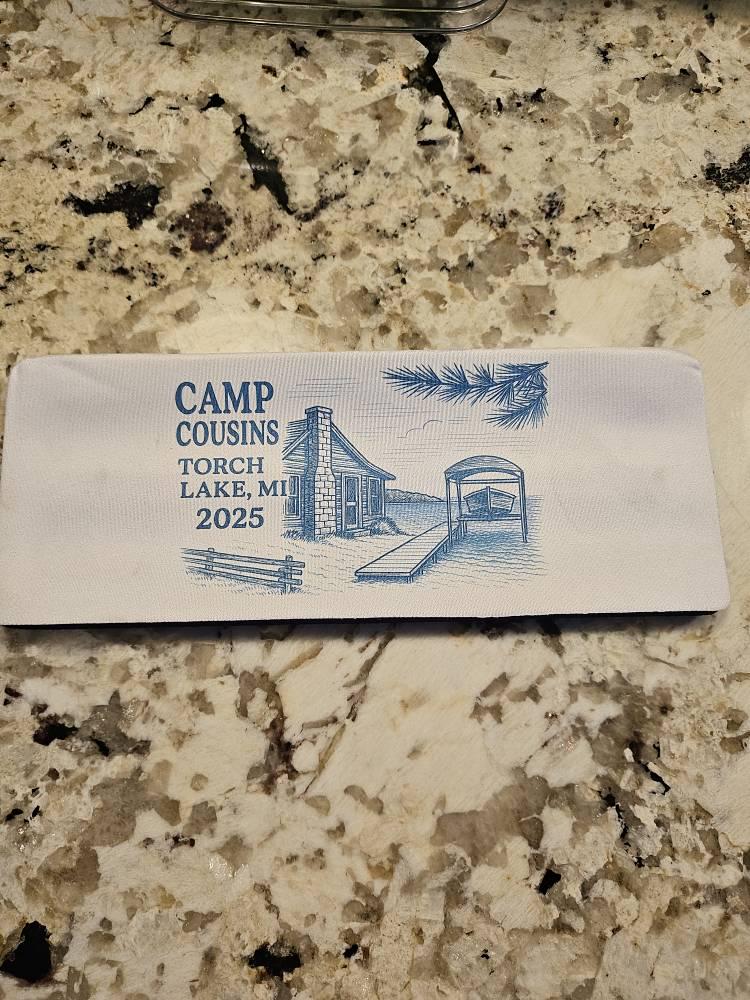 CAMP
COUSINS
TORCH
LAKE, MI
2025